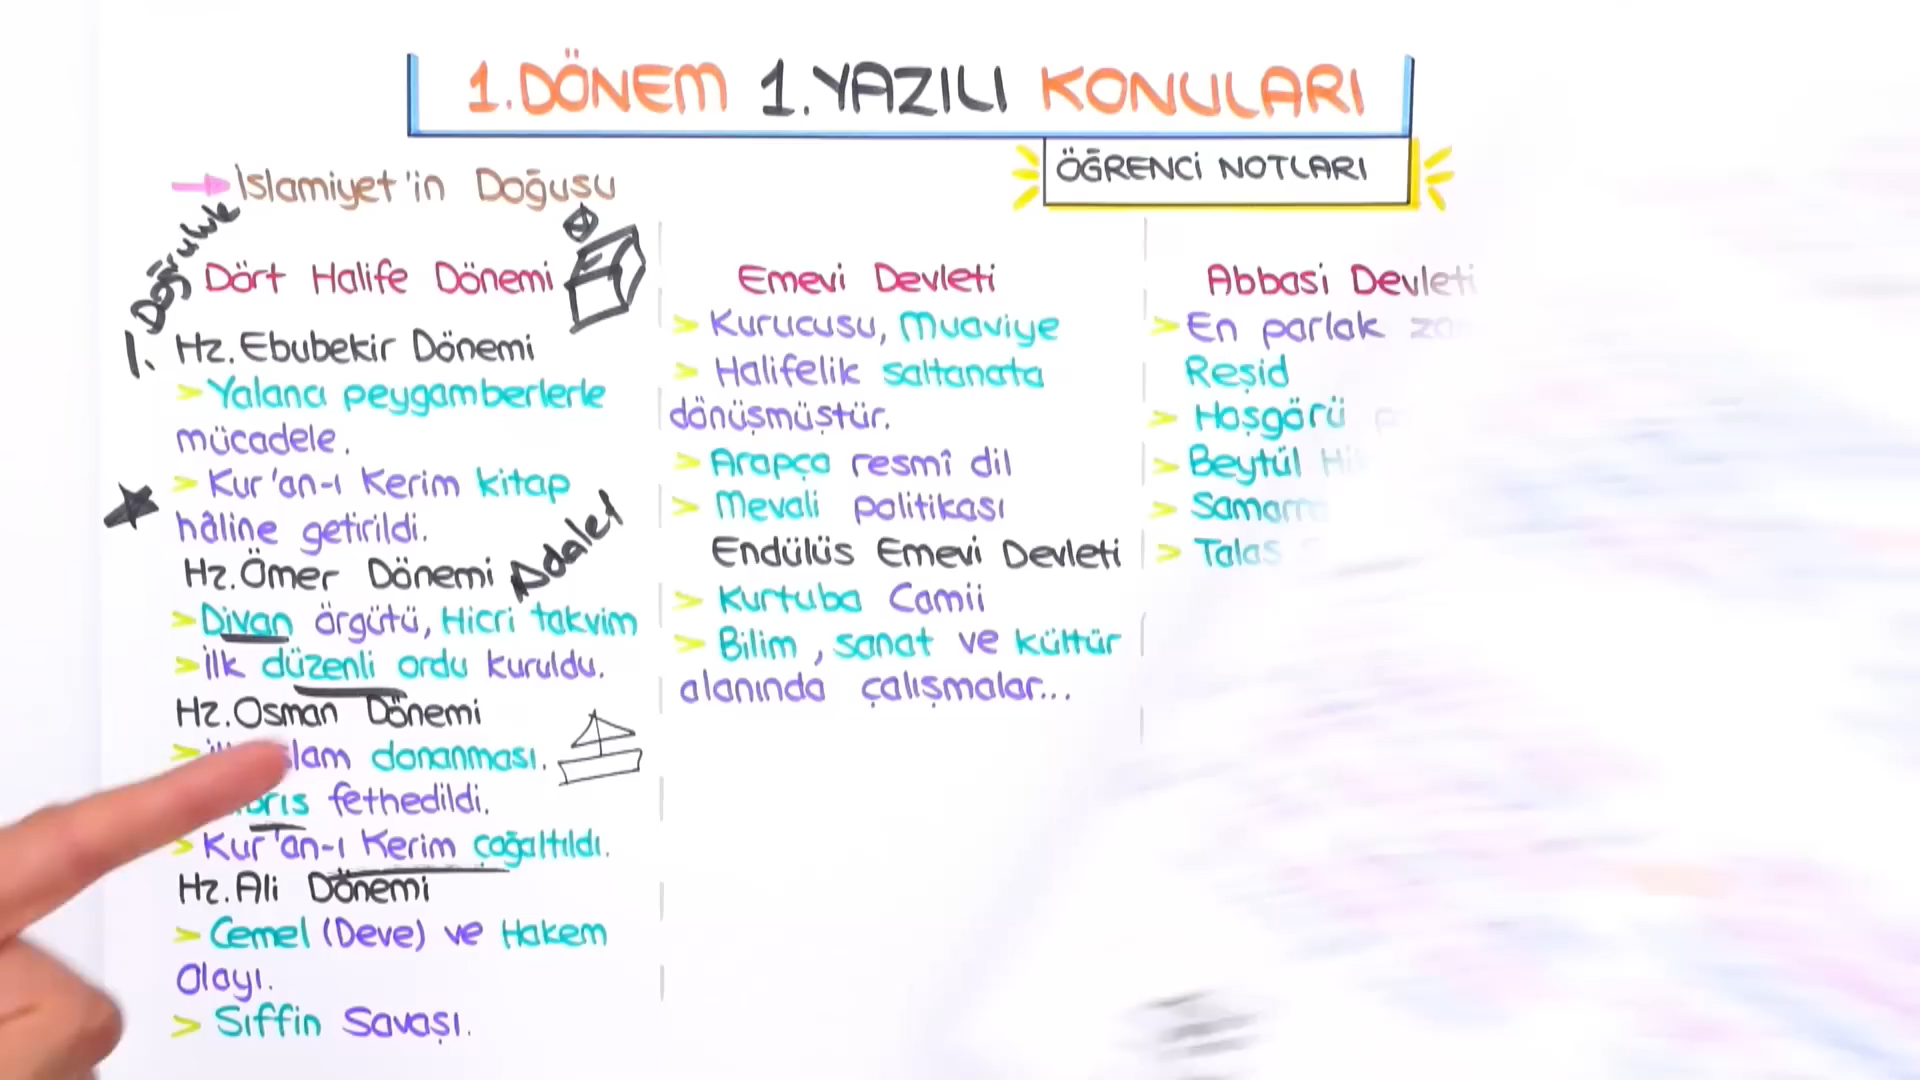 1.DÖNEM 1.YAZILI KONULARI
ÖĞRENCİ NOTLARI
İslamiyet'in Doğuşu
Doğruluk
Dört Halife Dönemi
1. Hz.Ebubekir Dönemi
> Yalancı peygamberlerle
mücadele.
> Kur'an-ı Kerim kitap
hâline getirildi.
Hz.Ömer Dönemi Adalet
> Divan örgütü, Hicri takvim
> İlk düzenli ordu kuruldu.
Hz.Osman Dönemi
> donanması.
fethedildi.
> Kur'an-ı Kerim çoğaltıldı.
Hz.Ali Dönemi
> Cemel (Deve) ve Hakem
Olayı.
> Sıffin Savaşı.
Emevi Devleti
> Kurucusu, Muaviye
> Halifelik saltanata
dönüşmüştür.
> Arapça resmî dil
> Mevali politikası
Endülüs Emevi Devleti
> Kurtuba Camii
> Bilim, sanat ve kültür
alanında çalışmalar...
Abbasi Devleti
> En parlak
Reşid
> Hoşgörü
> Beytül
> Talas